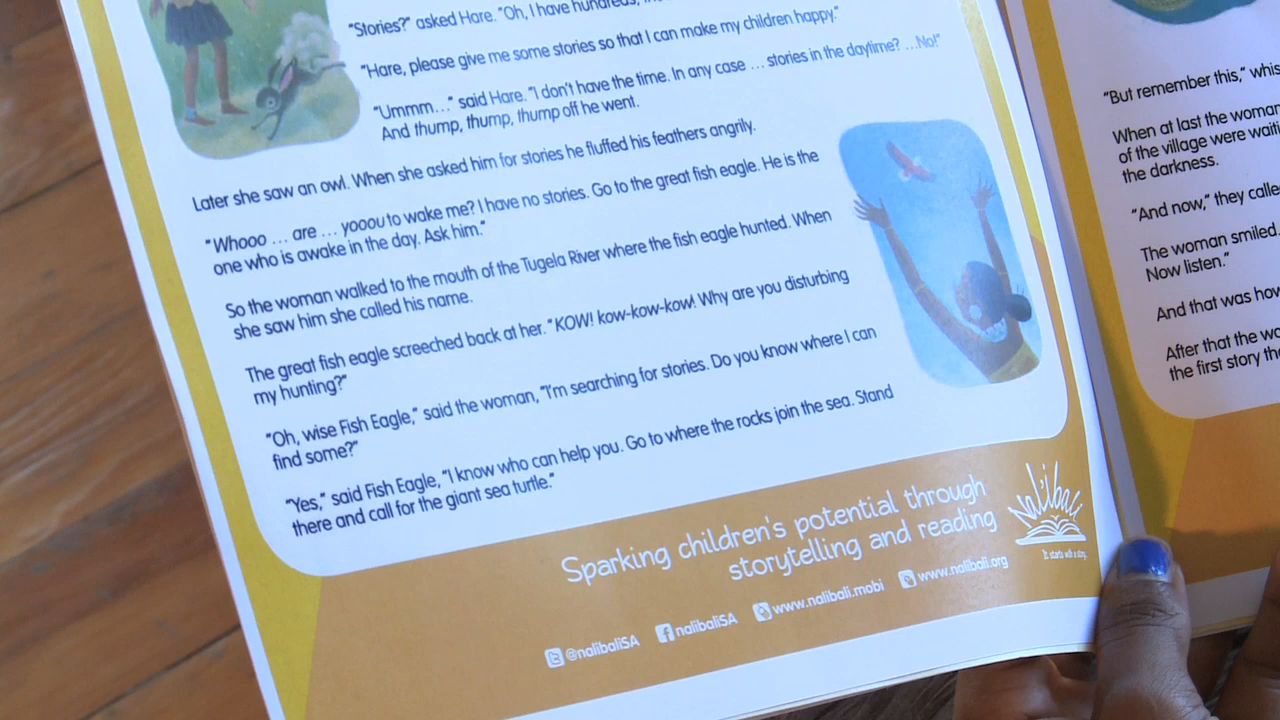 "Stories?" asked Hare. "Oh, I have hundreds,
"Hare, please give me some stories so that I can make my children happy."
"Ummm…" said Hare. "I don't have the time. In any case … stories in the daytime? …No!"
And thump, thump, thump off he went.
Later she saw an owl. When she asked him for stories he fluffed his feathers angrily.
"Whooo … are … yooou to wake me? I have no stories. Go to the great fish eagle. He is the
one who is awake in the day. Ask him."
So the woman walked to the mouth of the Tugela River where the fish eagle hunted. When
she saw him she called his name.
The great fish eagle screeched back at her. "KOW! kow-kow-kow! Why are you disturbing
my hunting?"
"Oh, wise Fish Eagle," said the woman, "I'm searching for stories. Do you know where I can
find some?"
"Yes," said Fish Eagle, "I know who can help you. Go to where the rocks join the sea. Stand
there and call for the giant sea turtle."
Sparking children's potential through
storytelling and reading
Nal'ibali
It starts with a story.
@nalibaliSA nalibaliSA www.nalibali.mobi www.nalibali.org
"But remember this," whis
When at last the woman
of the village were waiti
the darkness.
"And now," they calle
The woman smiled.
Now listen."
And that was how
After that the wo
the first story the